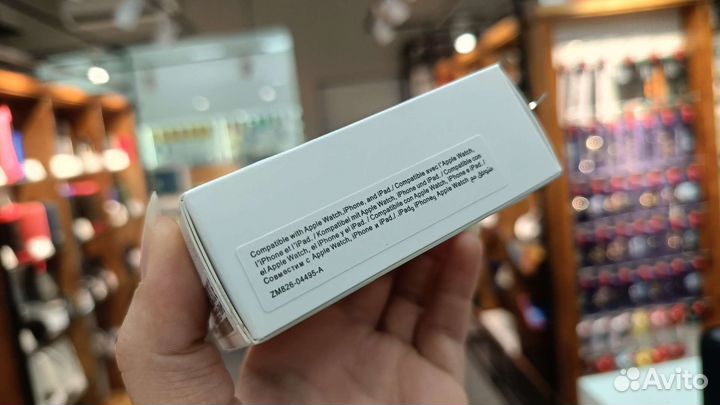 Compatible with Apple Watch, iPhone, and iPad. / Compatible avec l'Apple Watch,
l'iPhone et l'iPad. / Kompatibel mit Apple Watch, iPhone und iPad. / Compatible con
el Apple Watch, el iPhone y el iPad. / Compatibile con Apple Watch, iPhone e iPad. /
Совместим с Apple Watch, iPhone и iPad./ .iPad و iPhone و Apple Watch متوافق مع
ZM826-04495-A
Avito